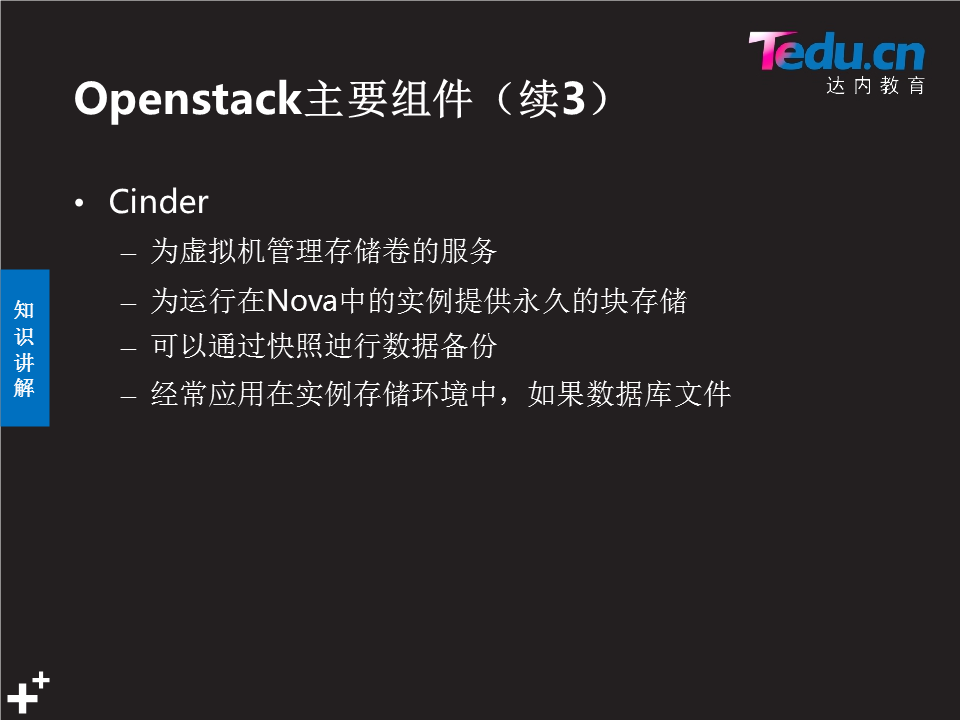 Tedu.cn
达内教育
Openstack主要组件（续3）
• Cinder
– 为虚拟机管理存储卷的服务
– 为运行在Nova中的实例提供永久的块存储
– 可以通过快照迚行数据备份
– 经常应用在实例存储环境中，如果数据库文件
知
识
讲
解